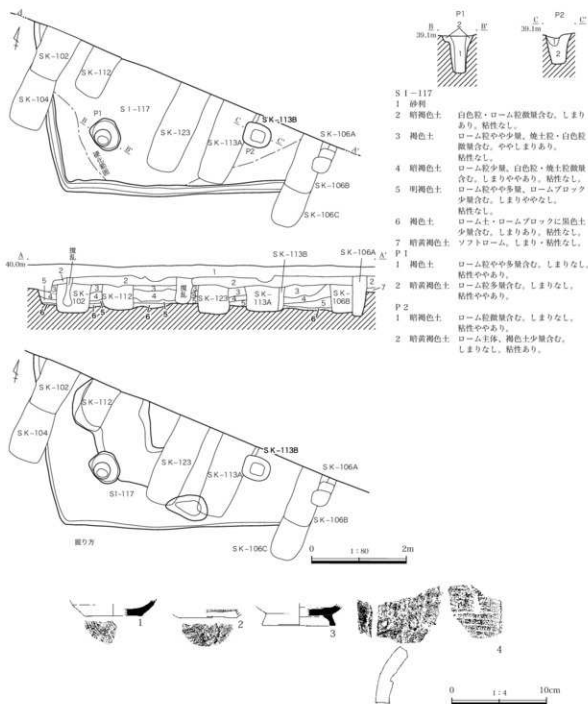 SK-102
SK-104
SK-112
P1
SI-117
SK-123
SK-113A
SK-113B
P2
SK-106A
SK-106B
SK-106C
A'
P1
B 2 B'
39.1m
1
P2
C C'
39.1m
2
SI-117
1 砂利
2 暗褐色土 白色粒・ローム粒微量含む、しまり
あり。粘性なし。
3 褐色土 ローム粒やや少量、焼土粒・白色粒
微量含む、ややしまりあり。
粘性なし。
4 暗褐色土 ローム粒少量、白色粒・焼土粒微量
含む、しまりややあり。粘性なし。
5 明褐色土 ローム粒やや多量、ロームブロック
少量含む、しまりややなし。
粘性なし。
6 褐色土 ローム土・ロームブロックに黒色土
少量含む、しまりあり。粘性なし。
7 暗黄褐色土 ソフトローム。しまり・粘性なし。
P1
1 褐色土 ローム粒やや多量含む、しまりなし。
粘性ややあり。
2 暗黄褐色土 ローム粒多量含む、しまりなし。
粘性ややあり。
P2
1 暗褐色土 ローム粒微量含む、しまりなし。
粘性ややあり。
2 暗黄褐色土 ローム主体、褐色土少量含む。
しまりなし。粘性あり。
A A'
40.0m
撹乱
SK-113B
SK-106A
SK-102
SK-112
撹乱
SK-123
SK-113A
SK-106B
SK-102
SK-104
SK-112
SI-117
SK-123
SK-113A
SK-113B
SK-106A
SK-106B
SK-106C
掘り方
0 1:80 2m
1
2
3
4
0 1:4 10cm